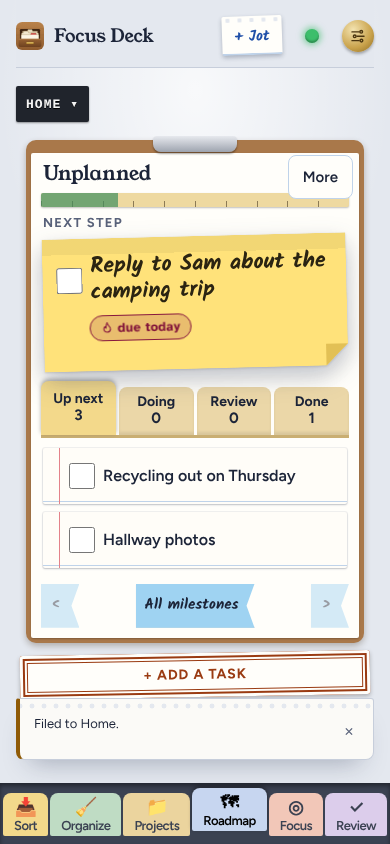 Focus Deck
+ Jot
HOME ▾
Unplanned
More
NEXT STEP
Reply to Sam about the
camping trip
due today
Up next
3
Doing
0
Review
0
Done
1
Recycling out on Thursday
Hallway photos
<
All milestones
>
+ ADD A TASK
Filed to Home.
×
Sort
Organize
Projects
Roadmap
Focus
Review